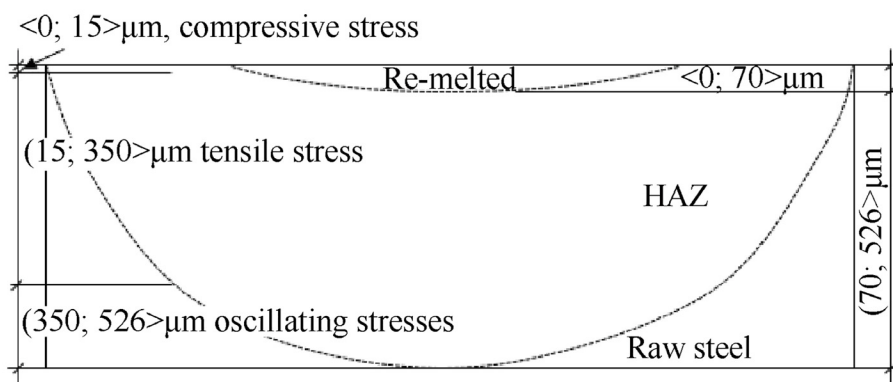 <0; 15>μm, compressive stress
Re-melted
<0; 70>μm
(15; 350>μm tensile stress
HAZ
(70; 526>μm
(350; 526>μm oscillating stresses
Raw steel